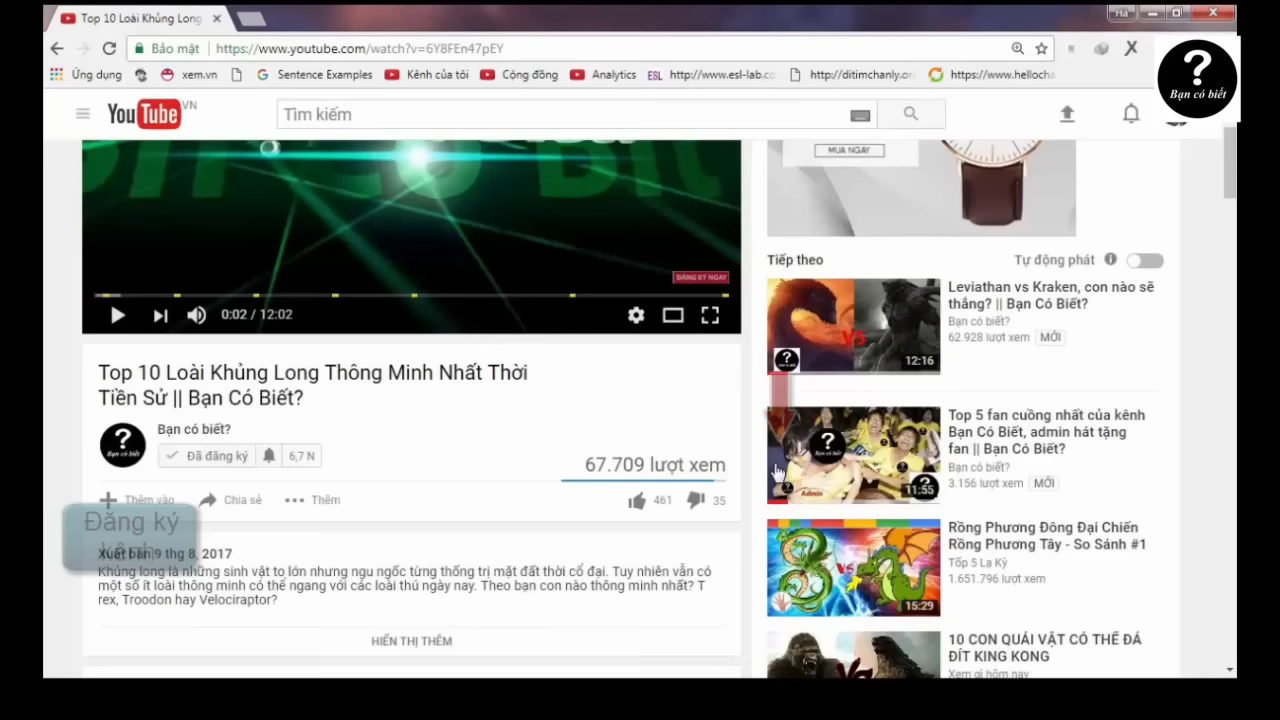 Top 10 Loài Khủng Long
Hà
Bảo mật
https://www.youtube.com/watch?v=6Y8FEn47pEY
Ứng dụng
xem.vn
Sentence Examples
Kênh của tôi
Cộng đồng
Analytics
ESL
http://www.esl-lab.co
http://ditimchanly.or
https://www.hellocha
?
Bạn có biết
YouTube VN
Tìm kiếm
MUA NGAY
ĐĂNG KÝ NGAY
0:02 / 12:02
Tiếp theo
Tự động phát
Leviathan vs Kraken, con nào sẽ
thắng? || Bạn Có Biết?
Bạn có biết?
62.928 lượt xem MỚI
VS
12:16
Top 10 Loài Khủng Long Thông Minh Nhất Thời
Tiền Sử || Bạn Có Biết?
?
Bạn có biết
Bạn có biết?
Đã đăng ký
6,7 N
67.709 lượt xem
Thêm vào
Chia sẻ
Thêm
461
35
Top 5 fan cuồng nhất của kênh
Bạn Có Biết, admin hát tặng
fan || Bạn Có Biết?
Bạn có biết?
3.156 lượt xem MỚI
Admin
11:55
Đăng ký
Xuất bản 9 thg 8, 2017
Khủng long là những sinh vật to lớn nhưng ngu ngốc từng thống trị mặt đất thời cổ đại. Tuy nhiên vẫn có
một số ít loài thông minh có thể ngang với các loài thú ngày nay. Theo bạn con nào thông minh nhất? T
rex, Troodon hay Velociraptor?
HIỂN THỊ THÊM
Rồng Phương Đông Đại Chiến
Rồng Phương Tây - So Sánh #1
Tốp 5 Lạ Kỳ
1.651.796 lượt xem
VS
15:29
10 CON QUÁI VẬT CÓ THỂ ĐÁ
ĐÍT KING KONG
Xem gì hôm nay